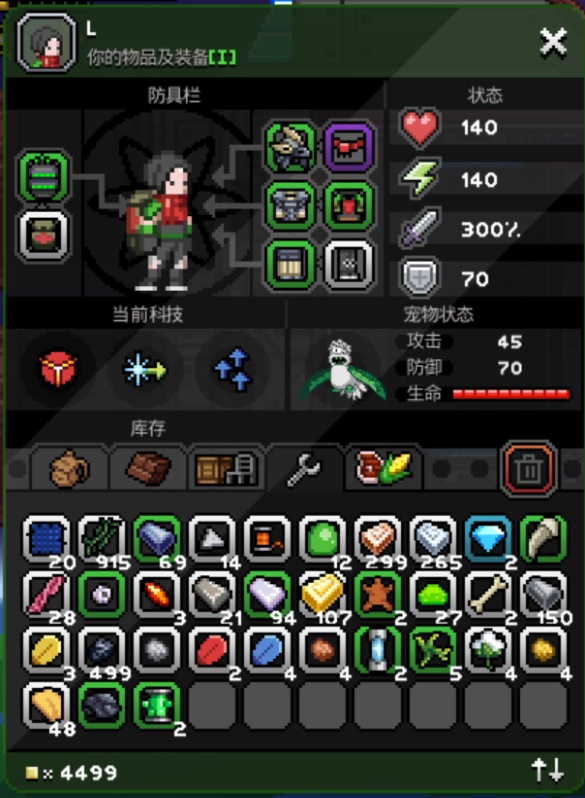 L
你的物品及装备[I]
防具栏
状态
140
140
300%
70
当前科技
宠物状态
攻击 45
防御 70
生命
库存
20 915 69 14 12 299 265 2
28 3 21 94 107 2 27 2 150
3 499 2 4 4 2 5 4 4
48 2
x 4499